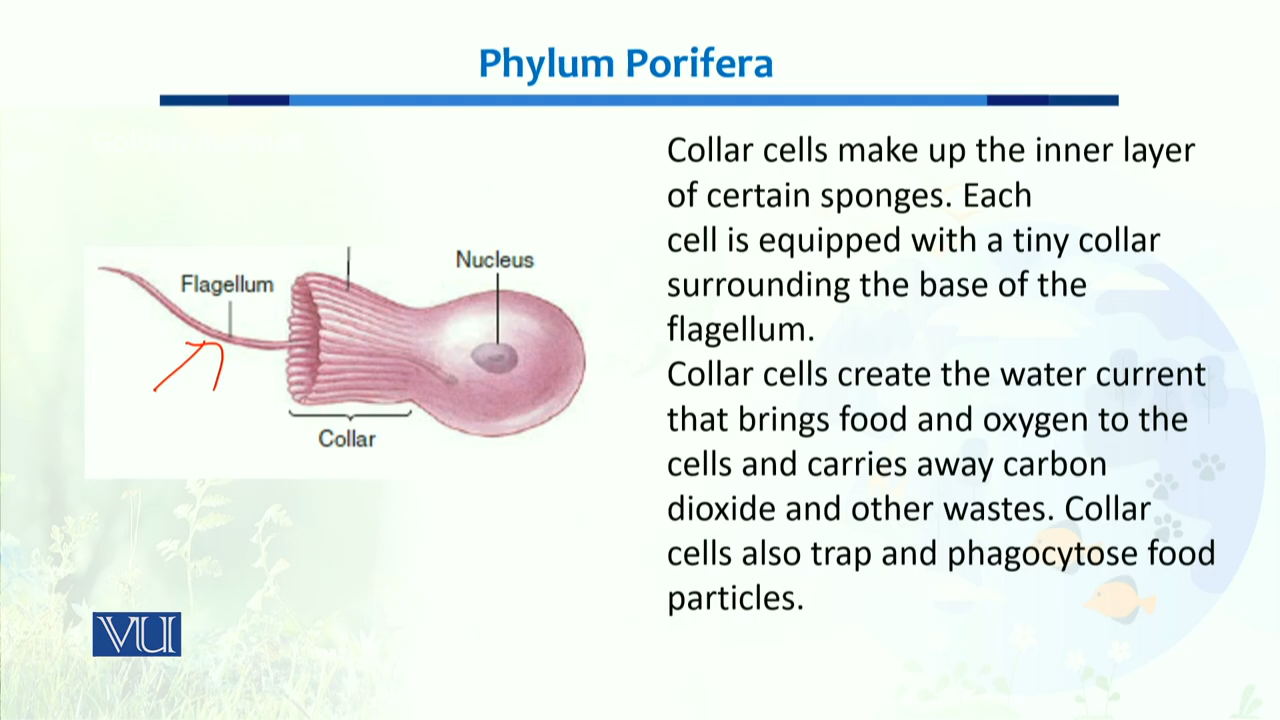 Phylum Porifera
Collar cells make up the inner layer
of certain sponges. Each
cell is equipped with a tiny collar
surrounding the base of the
flagellum.
Collar cells create the water current
that brings food and oxygen to the
cells and carries away carbon
dioxide and other wastes. Collar
cells also trap and phagocytose food
particles.
Nucleus
Flagellum
Collar
VU